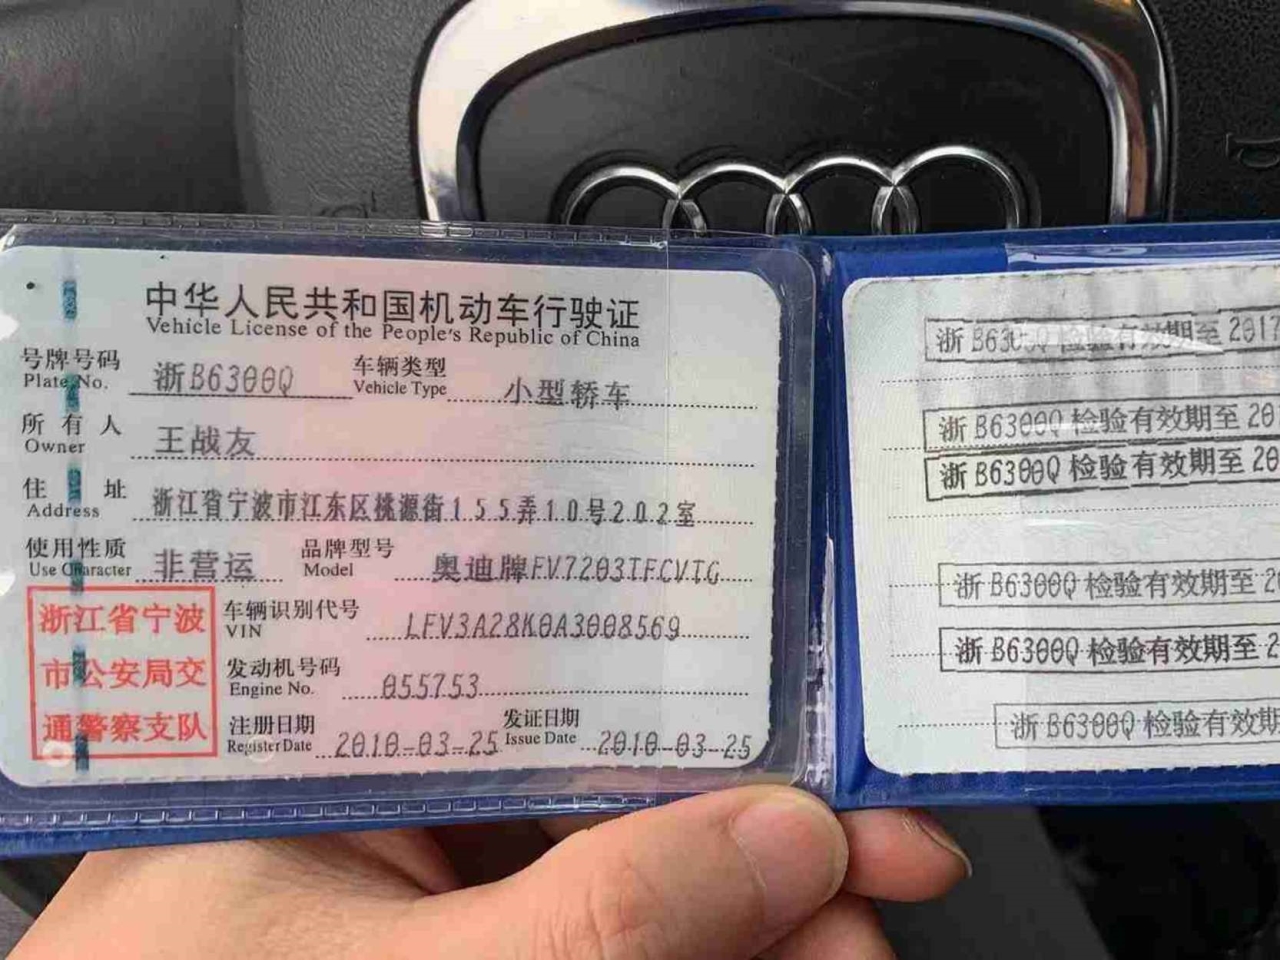 中华人民共和国机动车行驶证
Vehicle License of the People's Republic of China
号牌号码 浙B6300Q 车辆类型 小型轿车
Plate No. Vehicle Type
所有人 王战友
Owner
住址 浙江省宁波市江东区桃源街155弄10号202室
Address
使用性质 非营运 品牌型号 奥迪牌FV7203TFCVTG
Use Character Model
浙江省宁波
市公安局交
通警察支队
车辆识别代号 LFV3A28K0A3008569
VIN
发动机号码 055753
Engine No.
注册日期 2010-03-25 发证日期 2010-03-25
Register Date Issue Date
浙B6300Q检验有效期至2017
浙B6300Q检验有效期至20
浙B6300Q检验有效期至20
浙B6300Q检验有效期至2
浙B6300Q检验有效期至2
浙B6300Q检验有效期